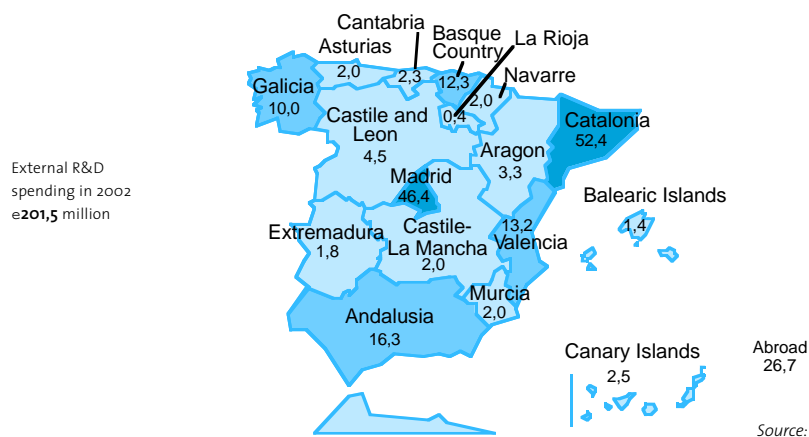 Cantabria
Asturias
2,3
2,0
Basque
Country
12,3
La Rioja
0,4
Navarre
2,0
Galicia
10,0
Castile and
Leon
4,5
Catalonia
52,4
Aragon
3,3
External R&D
spending in 2002
e201,5 million
Madrid
46,4
Balearic Islands
1,4
Extremadura
1,8
Castile-
La Mancha
2,0
13,2
Valencia
Murcia
2,0
Andalusia
16,3
Canary Islands
2,5
Abroad
26,7
Source: